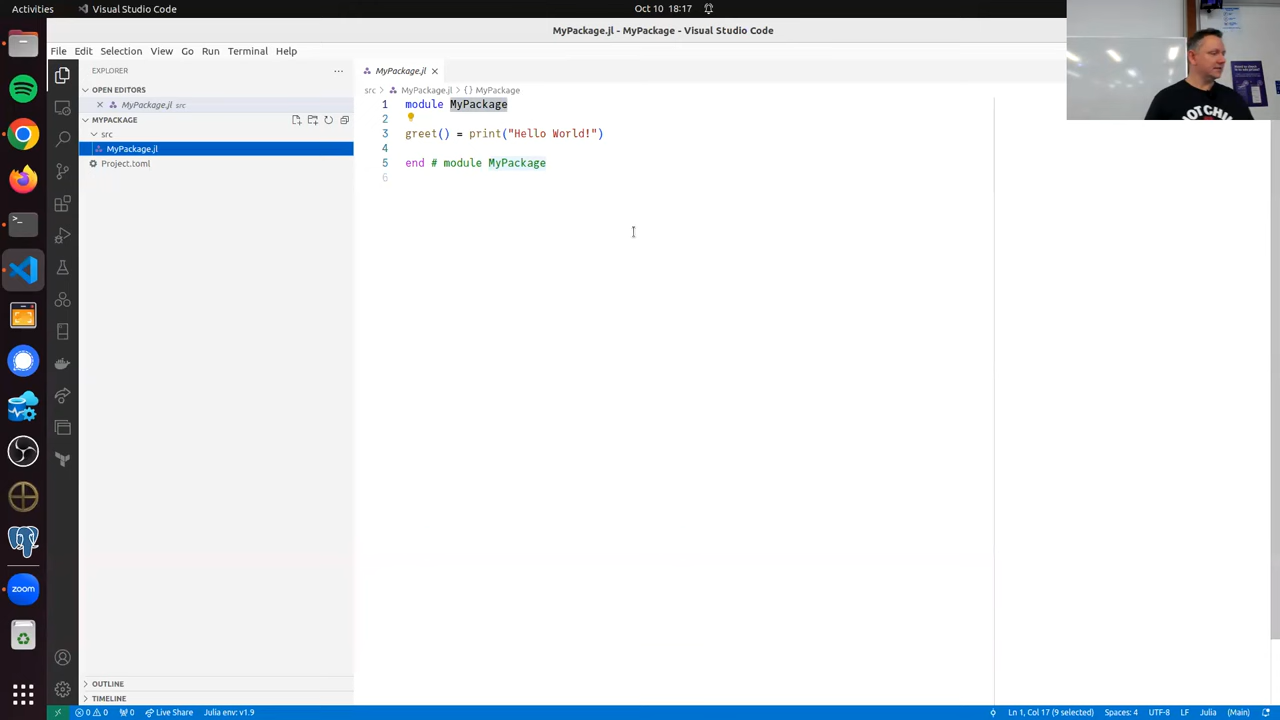 Activities
Visual Studio Code
Oct 10 18:17
MyPackage.jl - MyPackage - Visual Studio Code
File Edit Selection View Go Run Terminal Help
EXPLORER
OPEN EDITORS
MyPackage.jl src
MYPACKAGE
src
MyPackage.jl
Project.toml
OUTLINE
TIMELINE
MyPackage.jl
src > MyPackage.jl > {} MyPackage
1 module MyPackage
2
3 greet() = print("Hello World!")
4
5 end # module MyPackage
6
zoom
0 0 0 Live Share Julia env: v1.9
Ln 1, Col 17 (9 selected) Spaces: 4 UTF-8 LF Julia (Main)